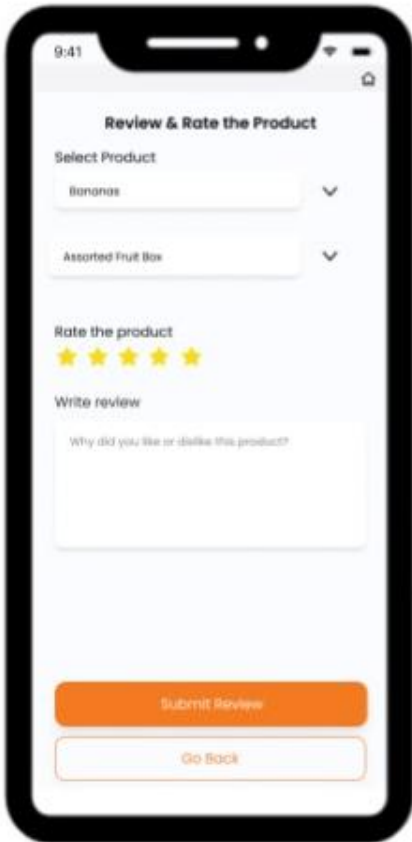 9:41
Review & Rate the Product
Select Product
Bananas
Assorted Fruit Box
Rate the product
Write review
Why did you like or dislike this product?
Submit Review
Go Back